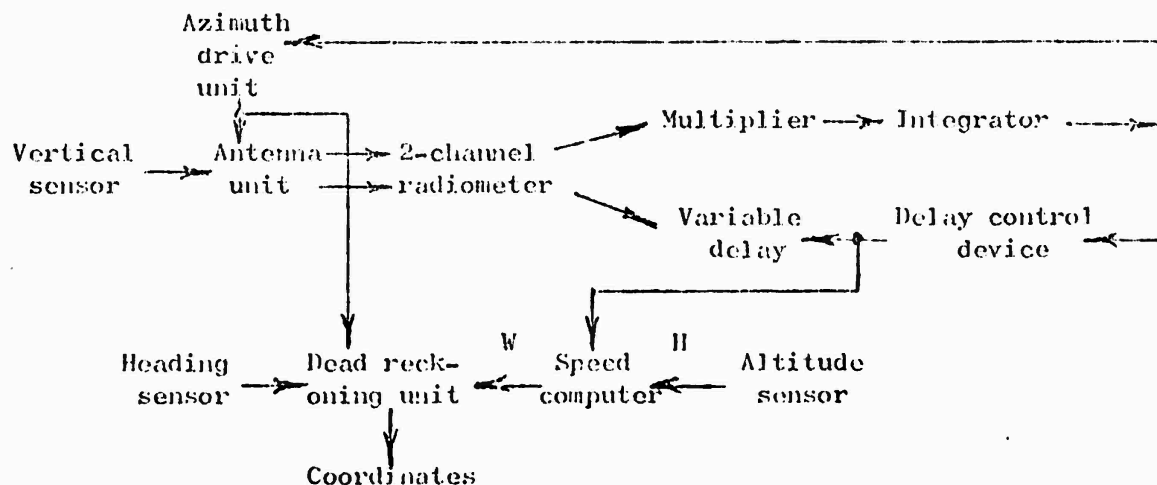 Azimuth
drive
unit
Multiplier
Integrator
Vertical
sensor
Antenna
unit
2-channel
radiometer
Variable
delay
Delay control
device
W
H
Heading
sensor
Dead reck-
oning unit
Speed
computer
Altitude
sensor
Coordinates